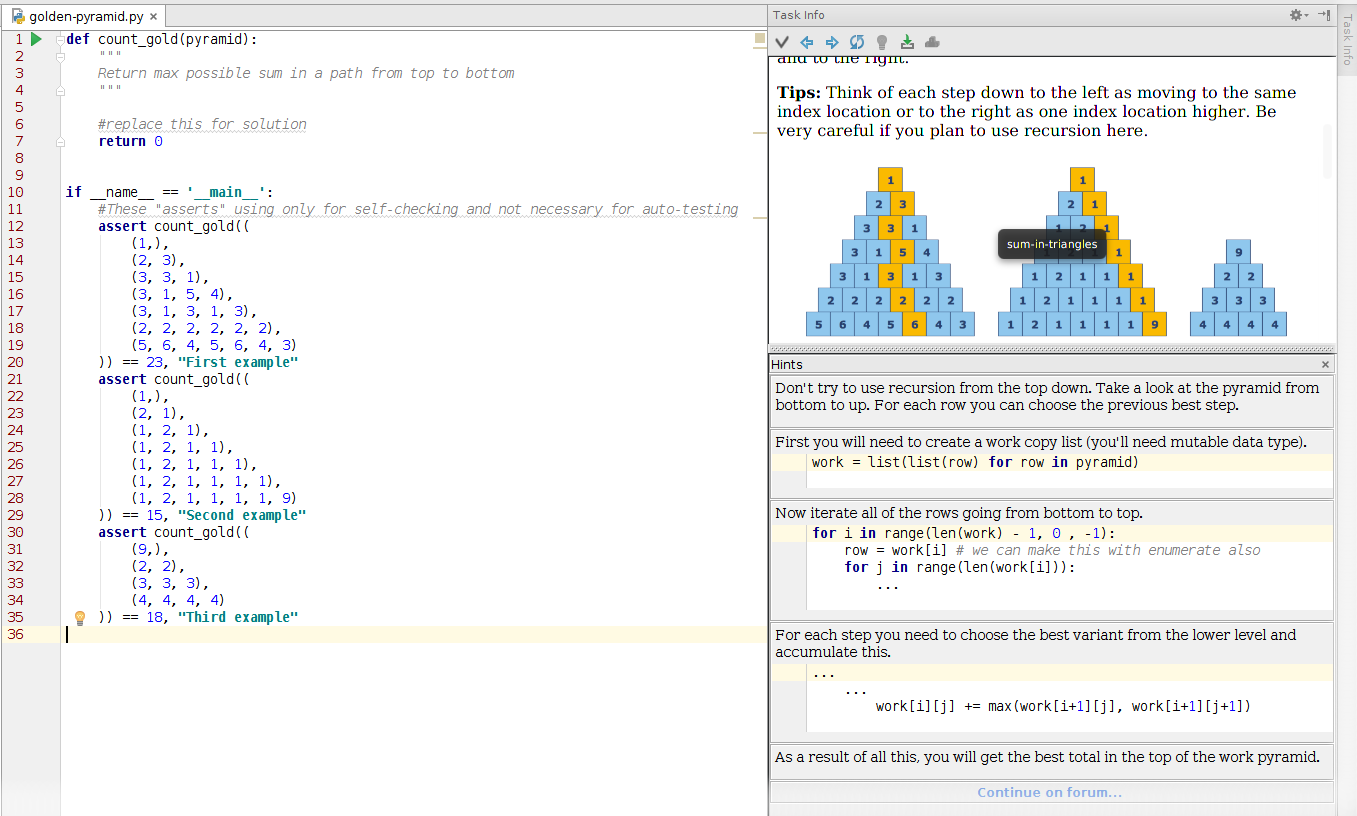 golden-pyramid.py ×
1 def count_gold(pyramid):
2 """
3 Return max possible sum in a path from top to bottom
4 """
5
6 #replace this for solution
7 return 0
8
9
10 if __name__ == '__main__':
11 #These "asserts" using only for self-checking and not necessary for auto-testing
12 assert count_gold((
13 (1,),
14 (2, 3),
15 (3, 3, 1),
16 (3, 1, 5, 4),
17 (3, 1, 3, 1, 3),
18 (2, 2, 2, 2, 2, 2),
19 (5, 6, 4, 5, 6, 4, 3)
20 )) == 23, "First example"
21 assert count_gold((
22 (1,),
23 (2, 1),
24 (1, 2, 1),
25 (1, 2, 1, 1),
26 (1, 2, 1, 1, 1),
27 (1, 2, 1, 1, 1, 1),
28 (1, 2, 1, 1, 1, 1, 9)
29 )) == 15, "Second example"
30 assert count_gold((
31 (9,),
32 (2, 2),
33 (3, 3, 3),
34 (4, 4, 4, 4)
35 )) == 18, "Third example"
36
Task Info
Task Info
and to the right.
Tips: Think of each step down to the left as moving to the same
index location or to the right as one index location higher. Be
very careful if you plan to use recursion here.
1
2 3
3 3 1
3 1 5 4
3 1 3 1 3
2 2 2 2 2 2
5 6 4 5 6 4 3
1
2 1
1 2 1
1
1 2 1 1 1
1 2 1 1 1 1
1 2 1 1 1 1 9
sum-in-triangles
9
2 2
3 3 3
4 4 4 4
Hints ×
Don't try to use recursion from the top down. Take a look at the pyramid from
bottom to up. For each row you can choose the previous best step.
First you will need to create a work copy list (you'll need mutable data type).
work = list(list(row) for row in pyramid)
Now iterate all of the rows going from bottom to top.
for i in range(len(work) - 1, 0 , -1):
row = work[i] # we can make this with enumerate also
for j in range(len(work[i])):
...
For each step you need to choose the best variant from the lower level and
accumulate this.
...
...
work[i][j] += max(work[i+1][j], work[i+1][j+1])
As a result of all this, you will get the best total in the top of the work pyramid.
Continue on forum...